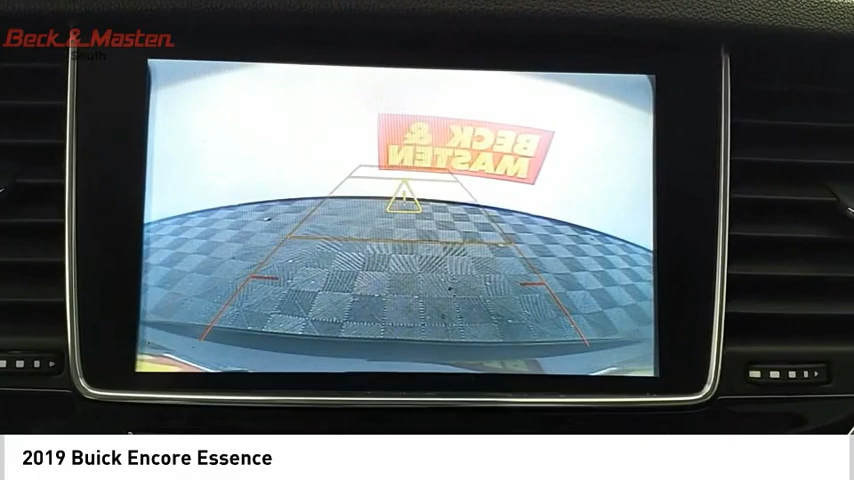 Beck & Masten
South
BECK &
MASTEN
2019 Buick Encore Essence